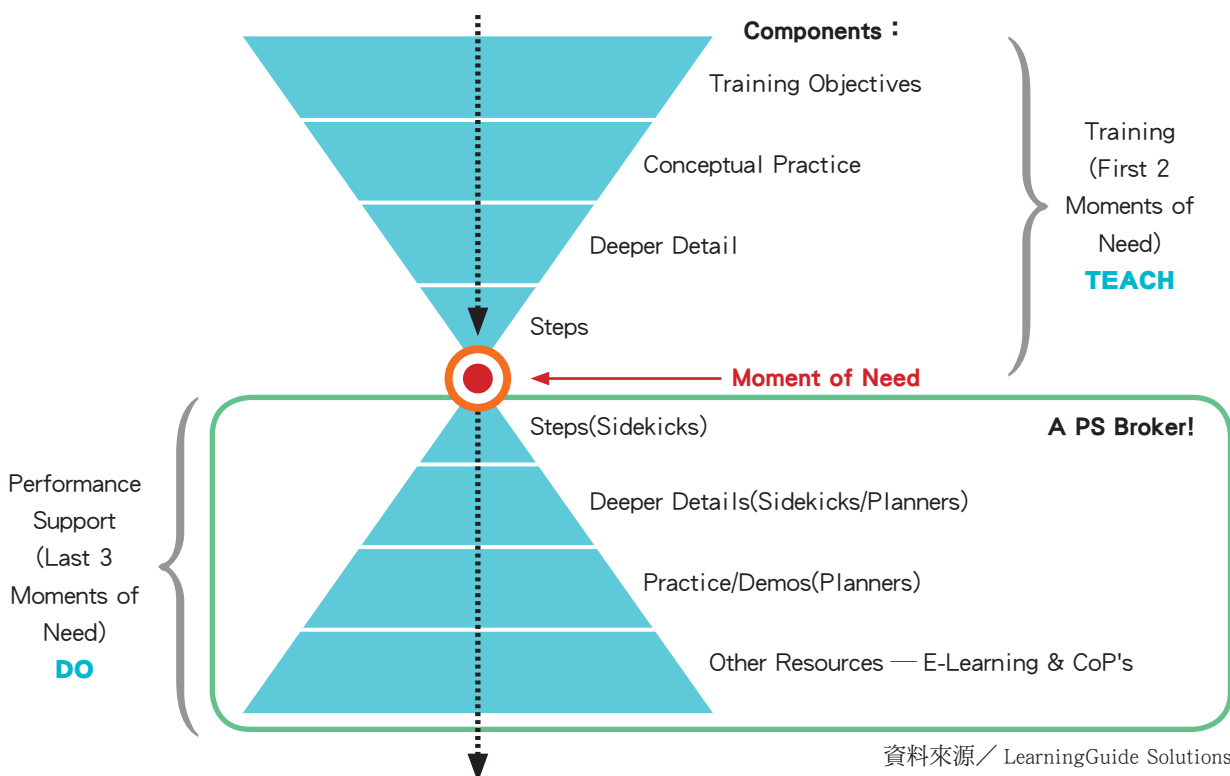 Components：
Training Objectives
Conceptual Practice
Deeper Detail
Steps
Training
(First 2
Moments of
Need)
TEACH
Moment of Need
Steps(Sidekicks)
A PS Broker!
Deeper Details(Sidekicks/Planners)
Practice/Demos(Planners)
Other Resources — E-Learning & CoP's
Performance
Support
(Last 3
Moments of
Need)
DO
資料來源／LearningGuide Solutions